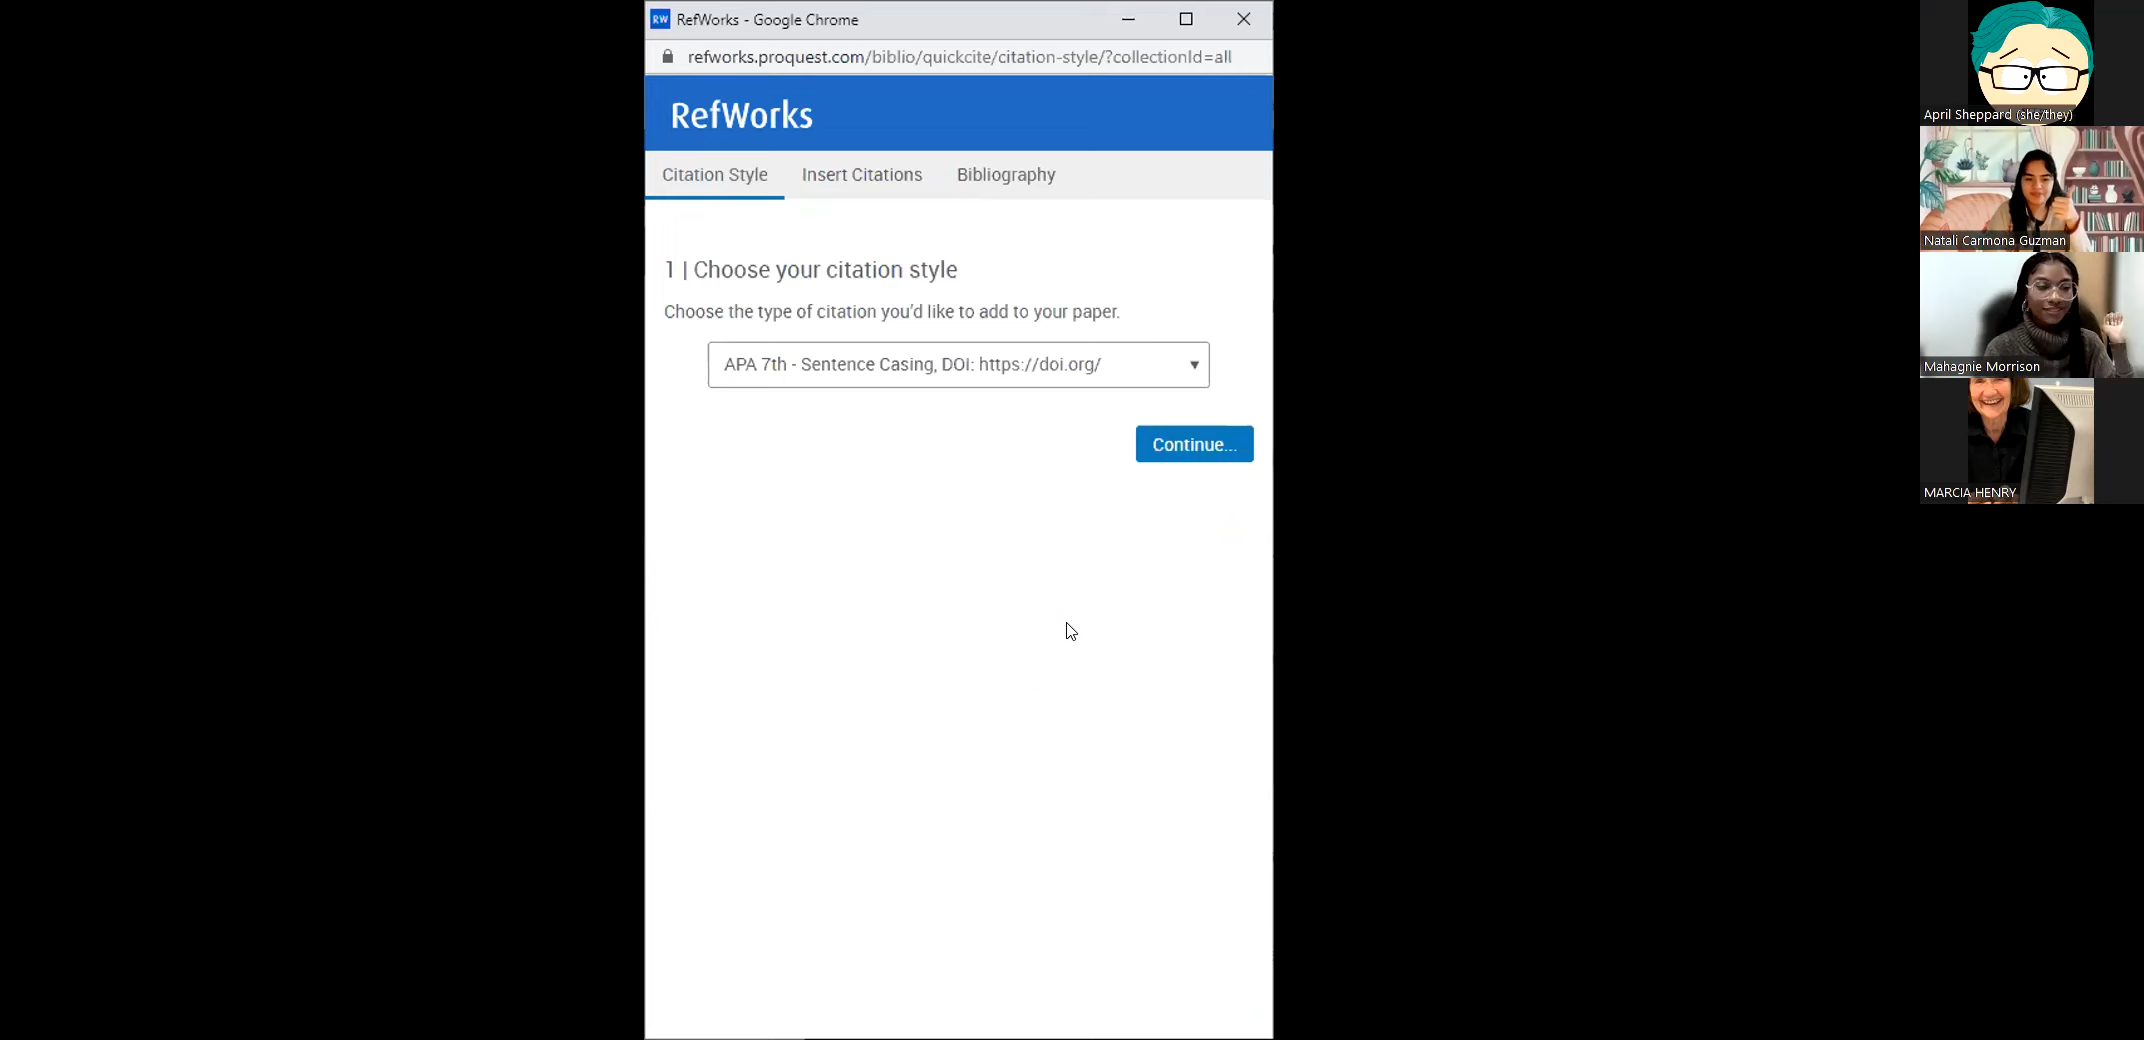 RW RefWorks - Google Chrome
refworks.proquest.com/biblio/quickcite/citation-style/?collectionId=all
RefWorks
Citation Style Insert Citations Bibliography
1 | Choose your citation style
Choose the type of citation you'd like to add to your paper.
APA 7th - Sentence Casing, DOI: https://doi.org/
Continue...
April Sheppard (she/they)
Natali Carmona Guzman
Mahagnie Morrison
MARCIA HENRY